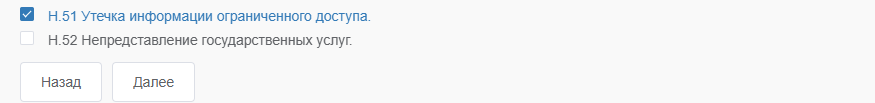 Н.51 Утечка информации ограниченного доступа.
Н.52 Непредставление государственных услуг.
Назад Далее